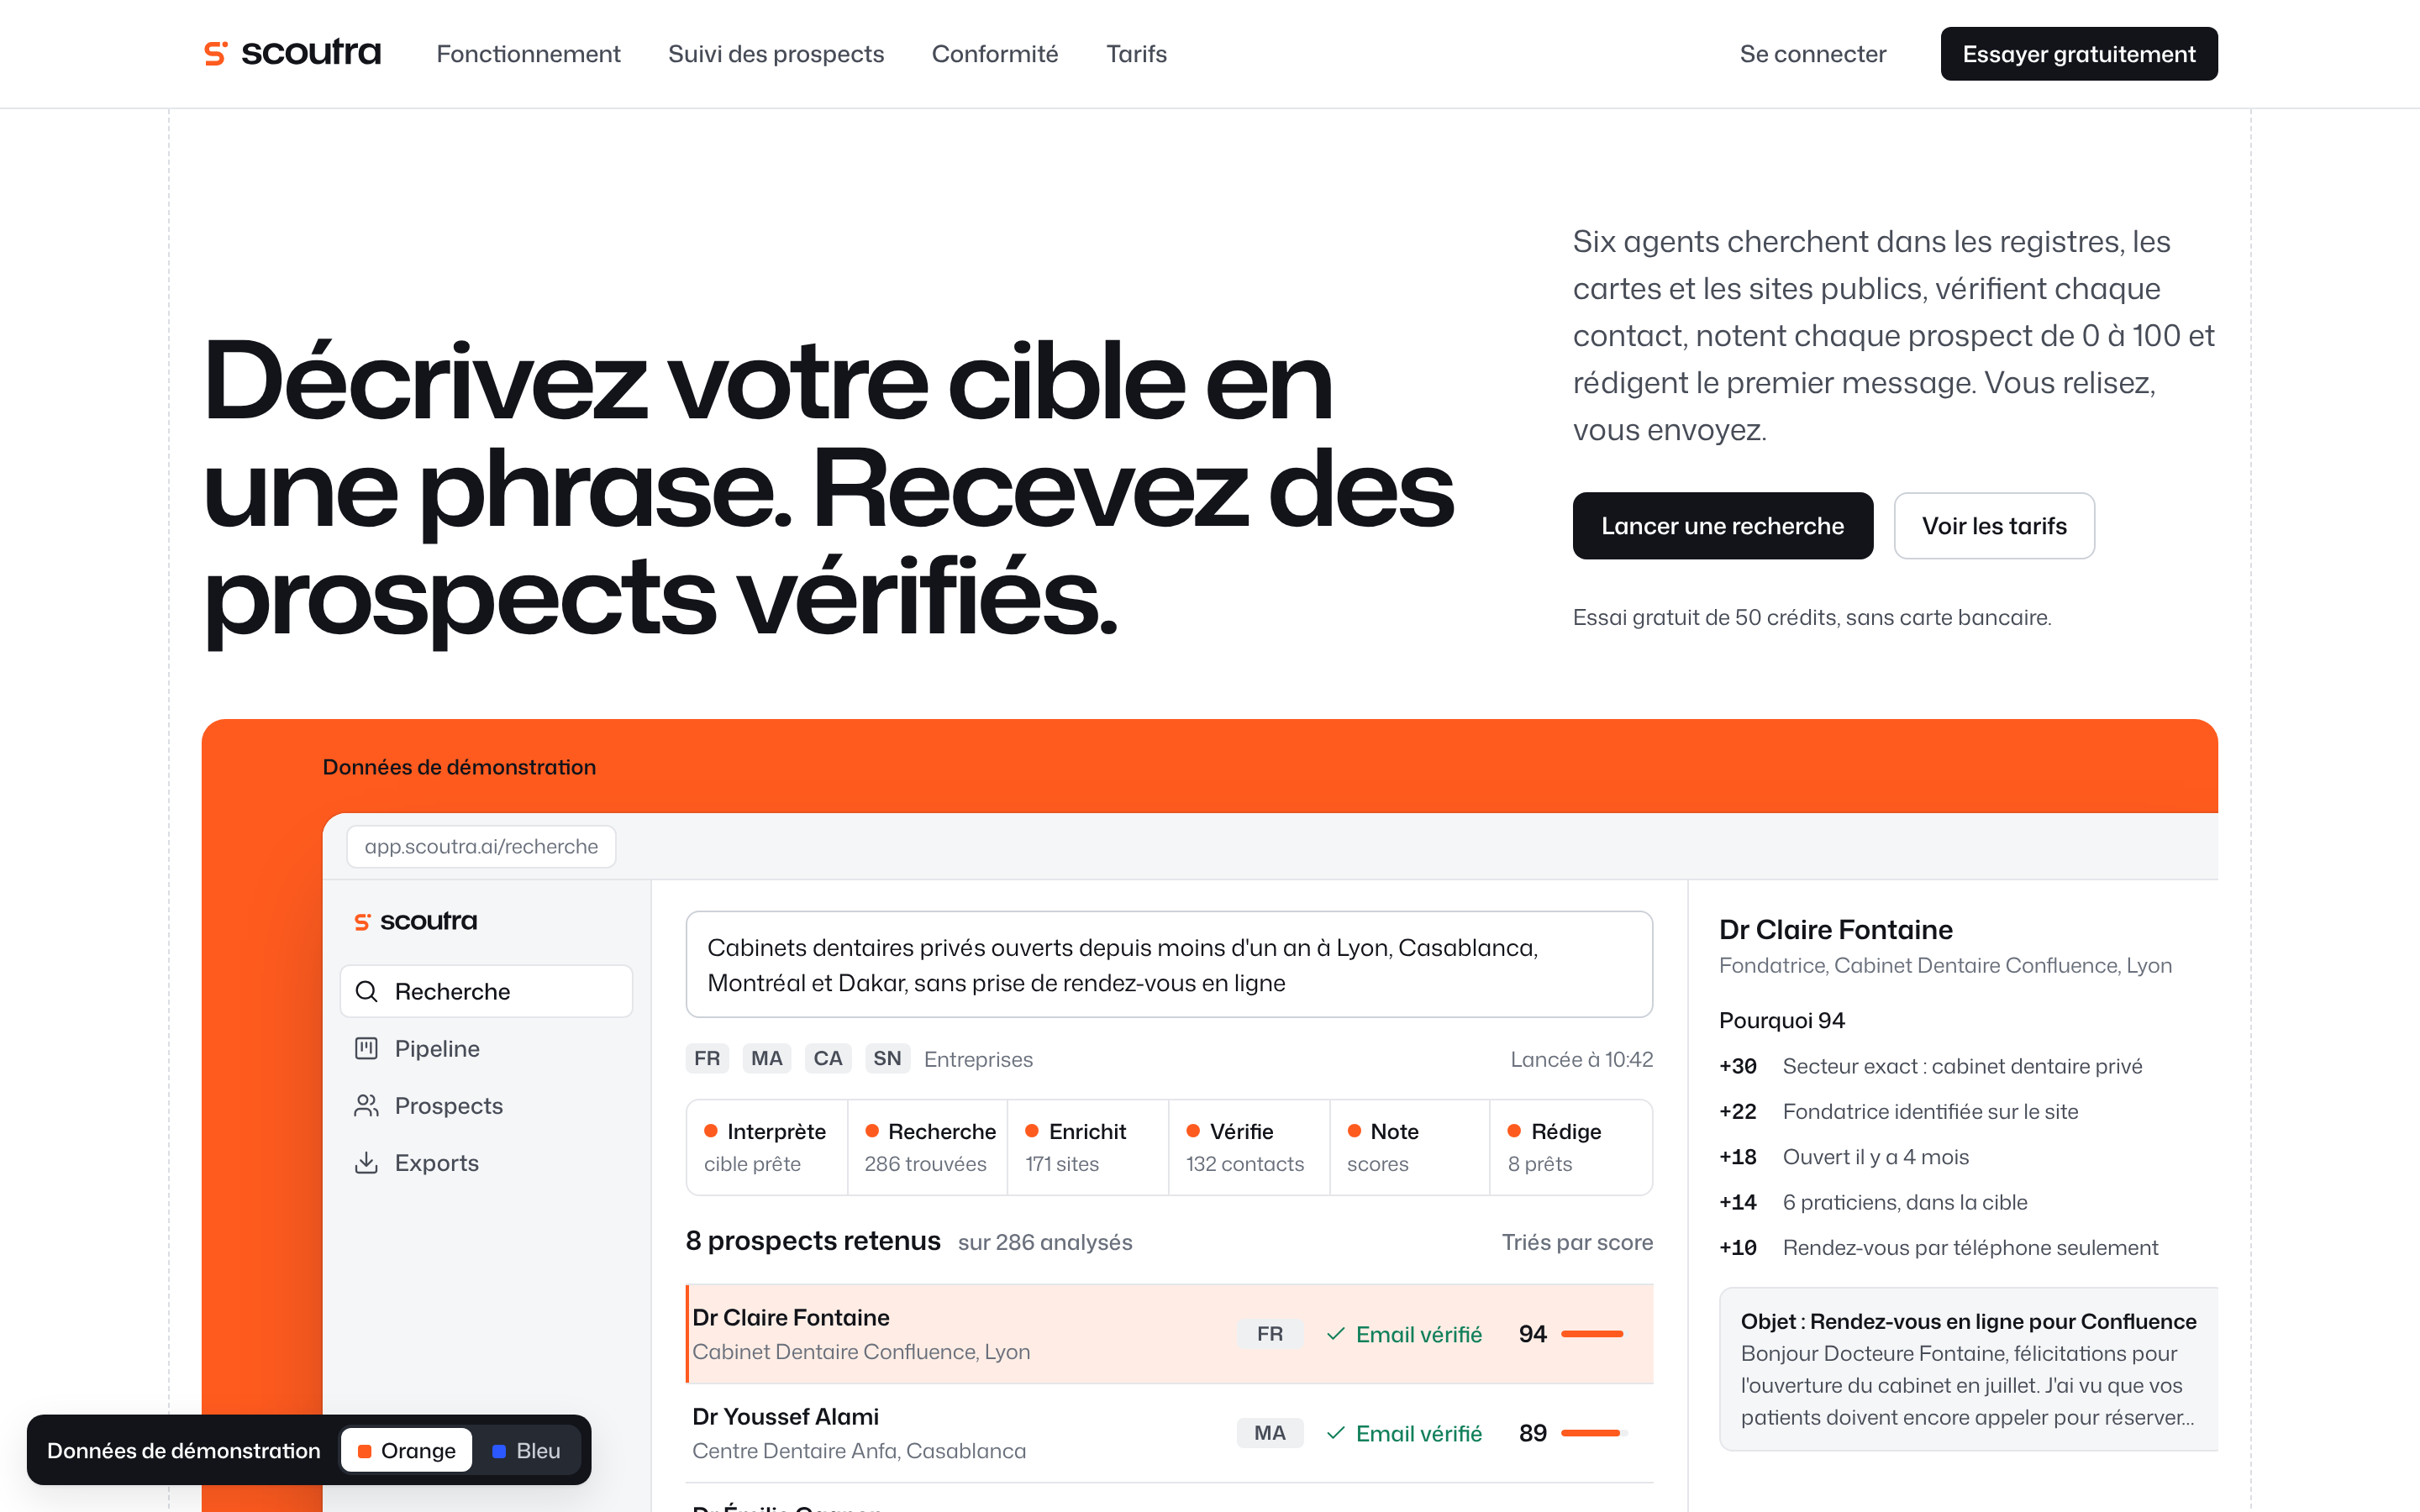 scoutra
Fonctionnement
Suivi des prospects
Conformité
Tarifs
Se connecter
Essayer gratuitement
Décrivez votre cible en
une phrase. Recevez des
prospects vérifiés.
Six agents cherchent dans les registres, les
cartes et les sites publics, vérifient chaque
contact, notent chaque prospect de 0 à 100 et
rédigent le premier message. Vous relisez,
vous envoyez.
Lancer une recherche
Voir les tarifs
Essai gratuit de 50 crédits, sans carte bancaire.
Données de démonstration
app.scoutra.ai/recherche
scoutra
Recherche
Pipeline
Prospects
Exports
Cabinets dentaires privés ouverts depuis moins d'un an à Lyon, Casablanca,
Montréal et Dakar, sans prise de rendez-vous en ligne
FR MA CA SN Entreprises
Lancée à 10:42
Interprète
cible prête
Recherche
286 trouvées
Enrichit
171 sites
Vérifie
132 contacts
Note
scores
Rédige
8 prêts
8 prospects retenus sur 286 analysés
Triés par score
Dr Claire Fontaine
Cabinet Dentaire Confluence, Lyon
FR
Email vérifié
94
Dr Youssef Alami
Centre Dentaire Anfa, Casablanca
MA
Email vérifié
89
Dr Claire Fontaine
Fondatrice, Cabinet Dentaire Confluence, Lyon
Pourquoi 94
+30 Secteur exact : cabinet dentaire privé
+22 Fondatrice identifiée sur le site
+18 Ouvert il y a 4 mois
+14 6 praticiens, dans la cible
+10 Rendez-vous par téléphone seulement
Objet : Rendez-vous en ligne pour Confluence
Bonjour Docteure Fontaine, félicitations pour
l'ouverture du cabinet en juillet. J'ai vu que vos
patients doivent encore appeler pour réserver...
Données de démonstration
Orange
Bleu